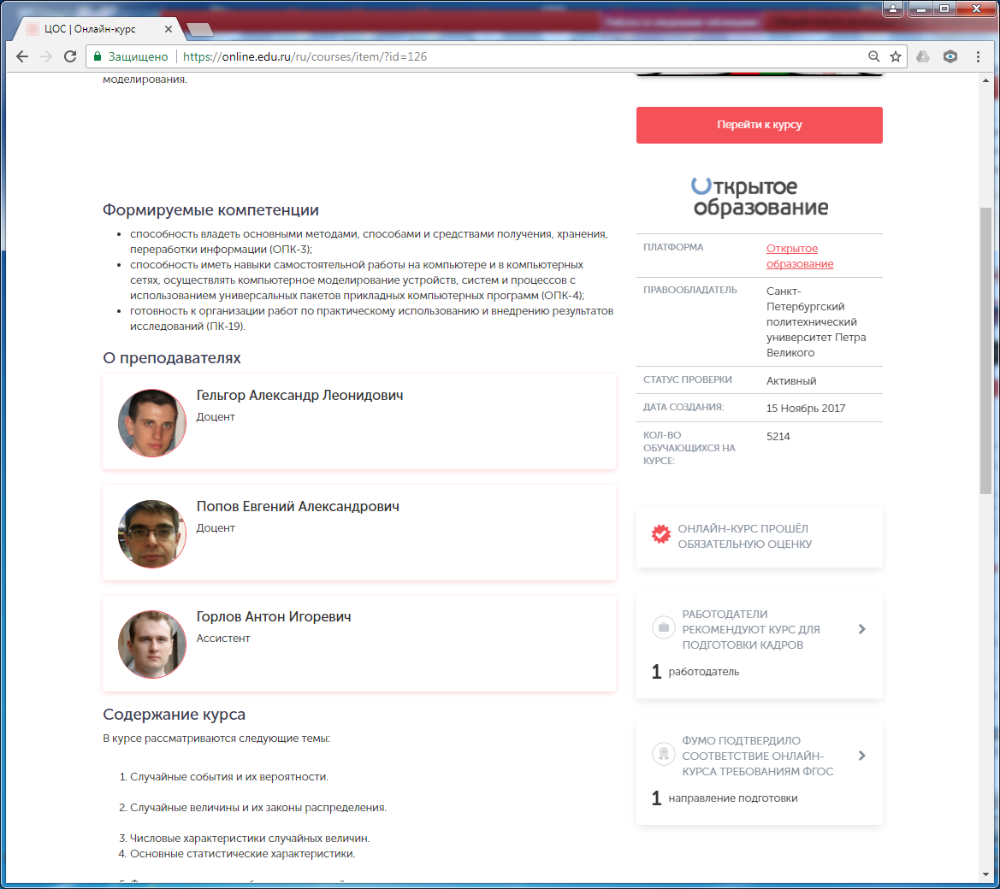 ЦОС | Онлайн-курс
Защищено
https://online.edu.ru/ru/courses/item/?id=126
моделирования.
Формируемые компетенции
• способность владеть основными методами, способами и средствами получения, хранения,
переработки информации (ОПК-3);
• способность иметь навыки самостоятельной работы на компьютере и в компьютерных
сетях, осуществлять компьютерное моделирование устройств, систем и процессов с
использованием универсальных пакетов прикладных компьютерных программ (ОПК-4);
• готовность к организации работ по практическому использованию и внедрению результатов
исследований (ПК-19).
О преподавателях
Гельгор Александр Леонидович
Доцент
Попов Евгений Александрович
Доцент
Горлов Антон Игоревич
Ассистент
Содержание курса
В курсе рассматриваются следующие темы:
1. Случайные события и их вероятности.
2. Случайные величины и их законы распределения.
3. Числовые характеристики случайных величин.
4. Основные статистические характеристики.
Перейти к курсу
Открытое
образование
ПЛАТФОРМА
Открытое
образование
ПРАВООБЛАДАТЕЛЬ
Санкт-
Петербургский
политехнический
университет Петра
Великого
СТАТУС ПРОВЕРКИ
Активный
ДАТА СОЗДАНИЯ:
15 Ноябрь 2017
КОЛ-ВО
ОБУЧАЮЩИХСЯ НА
КУРСЕ:
5214
ОНЛАЙН-КУРС ПРОШЁЛ
ОБЯЗАТЕЛЬНУЮ ОЦЕНКУ
РАБОТОДАТЕЛИ
РЕКОМЕНДУЮТ КУРС ДЛЯ
ПОДГОТОВКИ КАДРОВ
1 работодатель
ФУМО ПОДТВЕРДИЛО
СООТВЕТСТВИЕ ОНЛАЙН-
КУРСА ТРЕБОВАНИЯМ ФГОС
1 направление подготовки